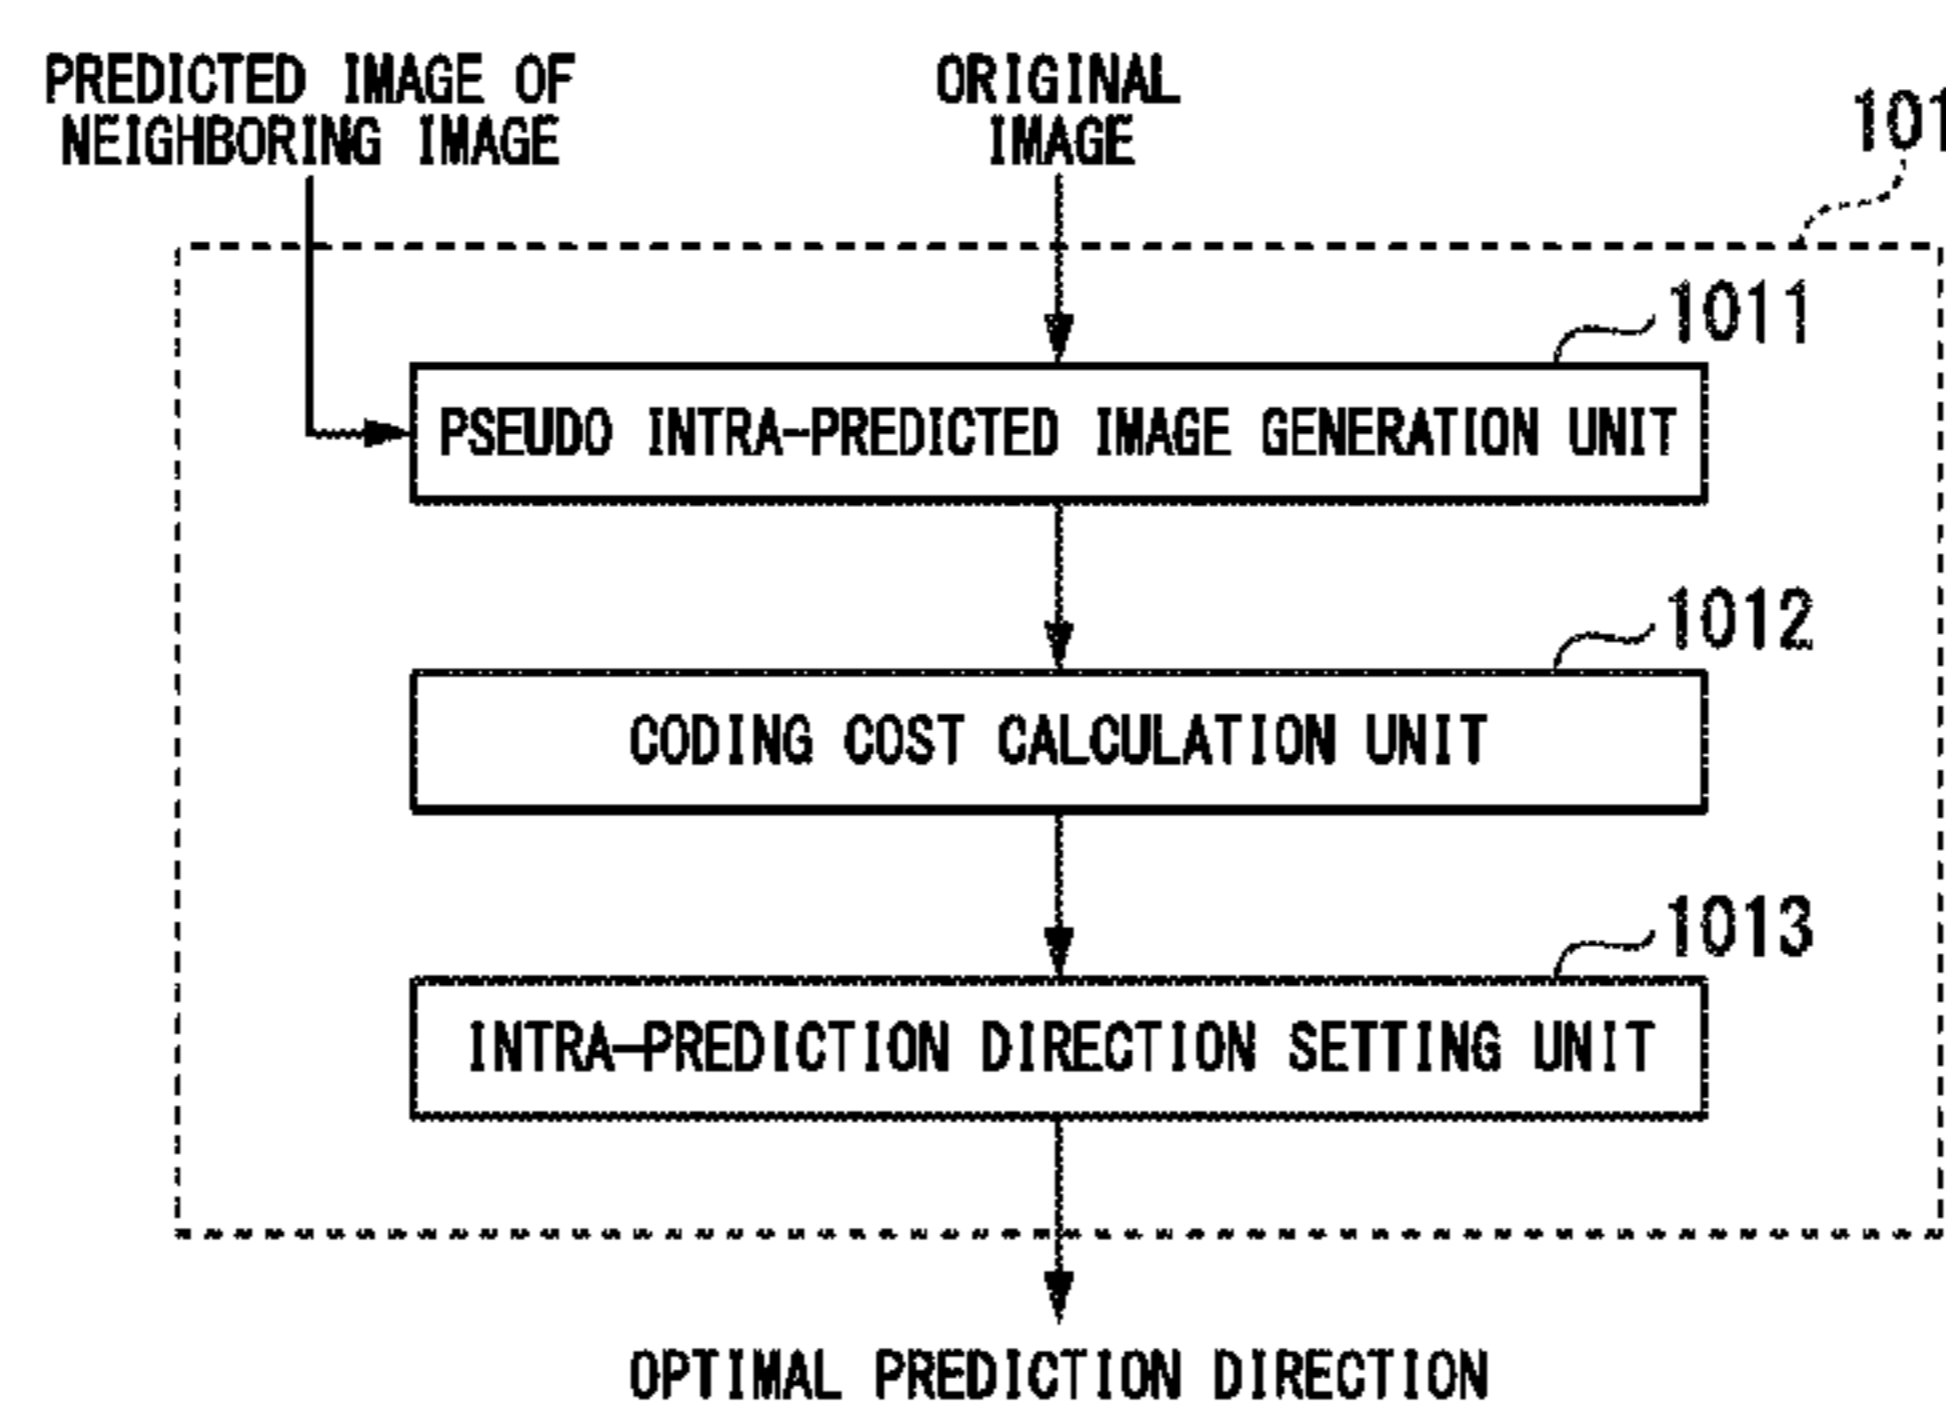 PREDICTED IMAGE OF
NEIGHBORING IMAGE
ORIGINAL
IMAGE
101
1011
PSEUDO INTRA-PREDICTED IMAGE GENERATION UNIT
1012
CODING COST CALCULATION UNIT
1013
INTRA-PREDICTION DIRECTION SETTING UNIT
OPTIMAL PREDICTION DIRECTION